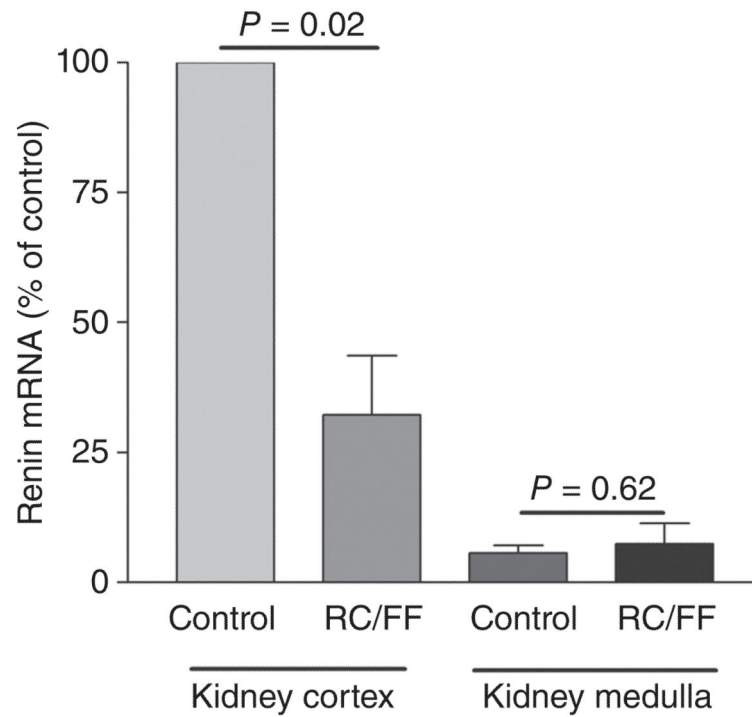 P = 0.02
100
75
50
25
0
Renin mRNA (% of control)
P = 0.62
Control RC/FF Control RC/FF
Kidney cortex Kidney medulla